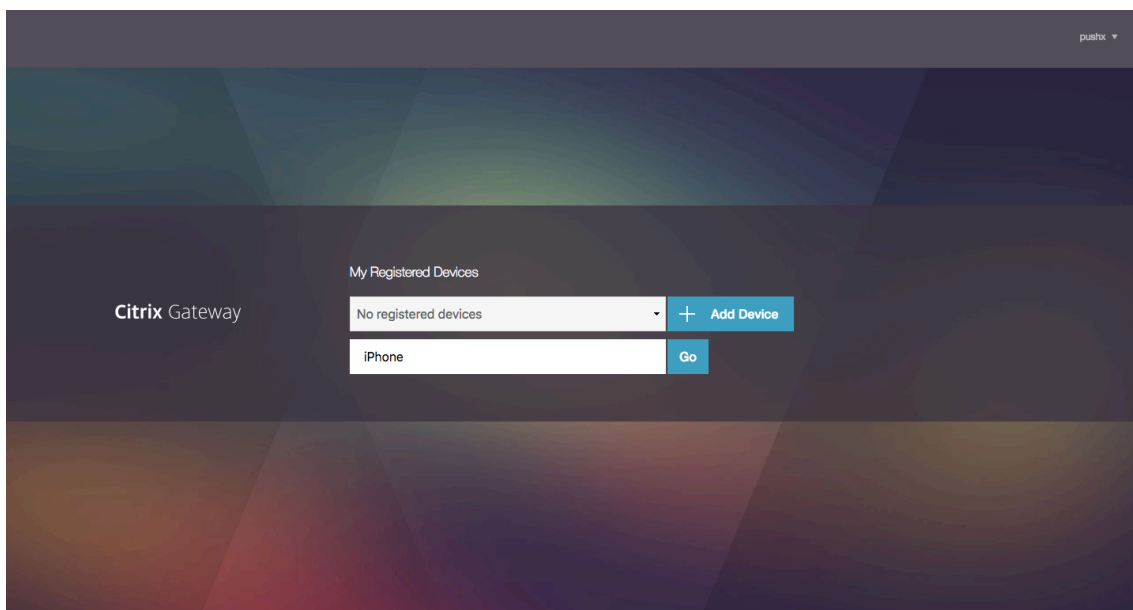 pushx
My Registered Devices
Citrix Gateway
No registered devices
Add Device
iPhone
Go